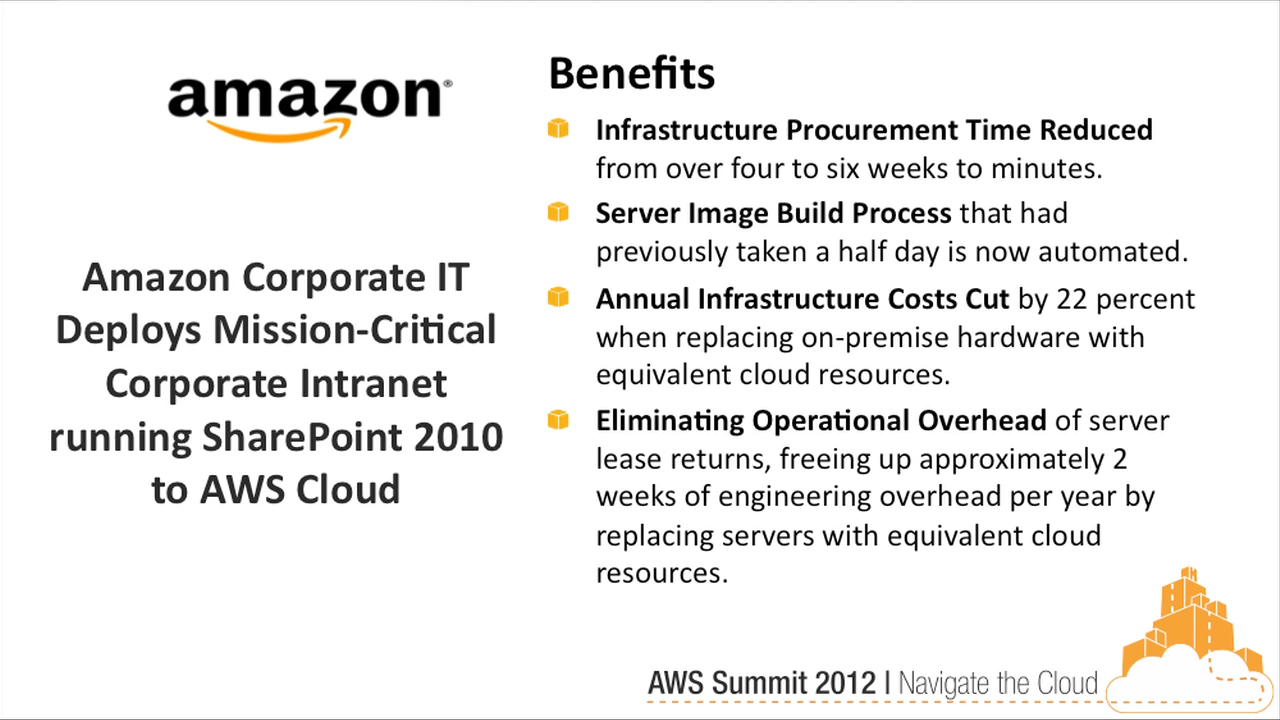 amazon®
Amazon Corporate IT
Deploys Mission-Critical
Corporate Intranet
running SharePoint 2010
to AWS Cloud
Benefits
Infrastructure Procurement Time Reduced
from over four to six weeks to minutes.
Server Image Build Process that had
previously taken a half day is now automated.
Annual Infrastructure Costs Cut by 22 percent
when replacing on-premise hardware with
equivalent cloud resources.
Eliminating Operational Overhead of server
lease returns, freeing up approximately 2
weeks of engineering overhead per year by
replacing servers with equivalent cloud
resources.
AWS Summit 2012 | Navigate the Cloud